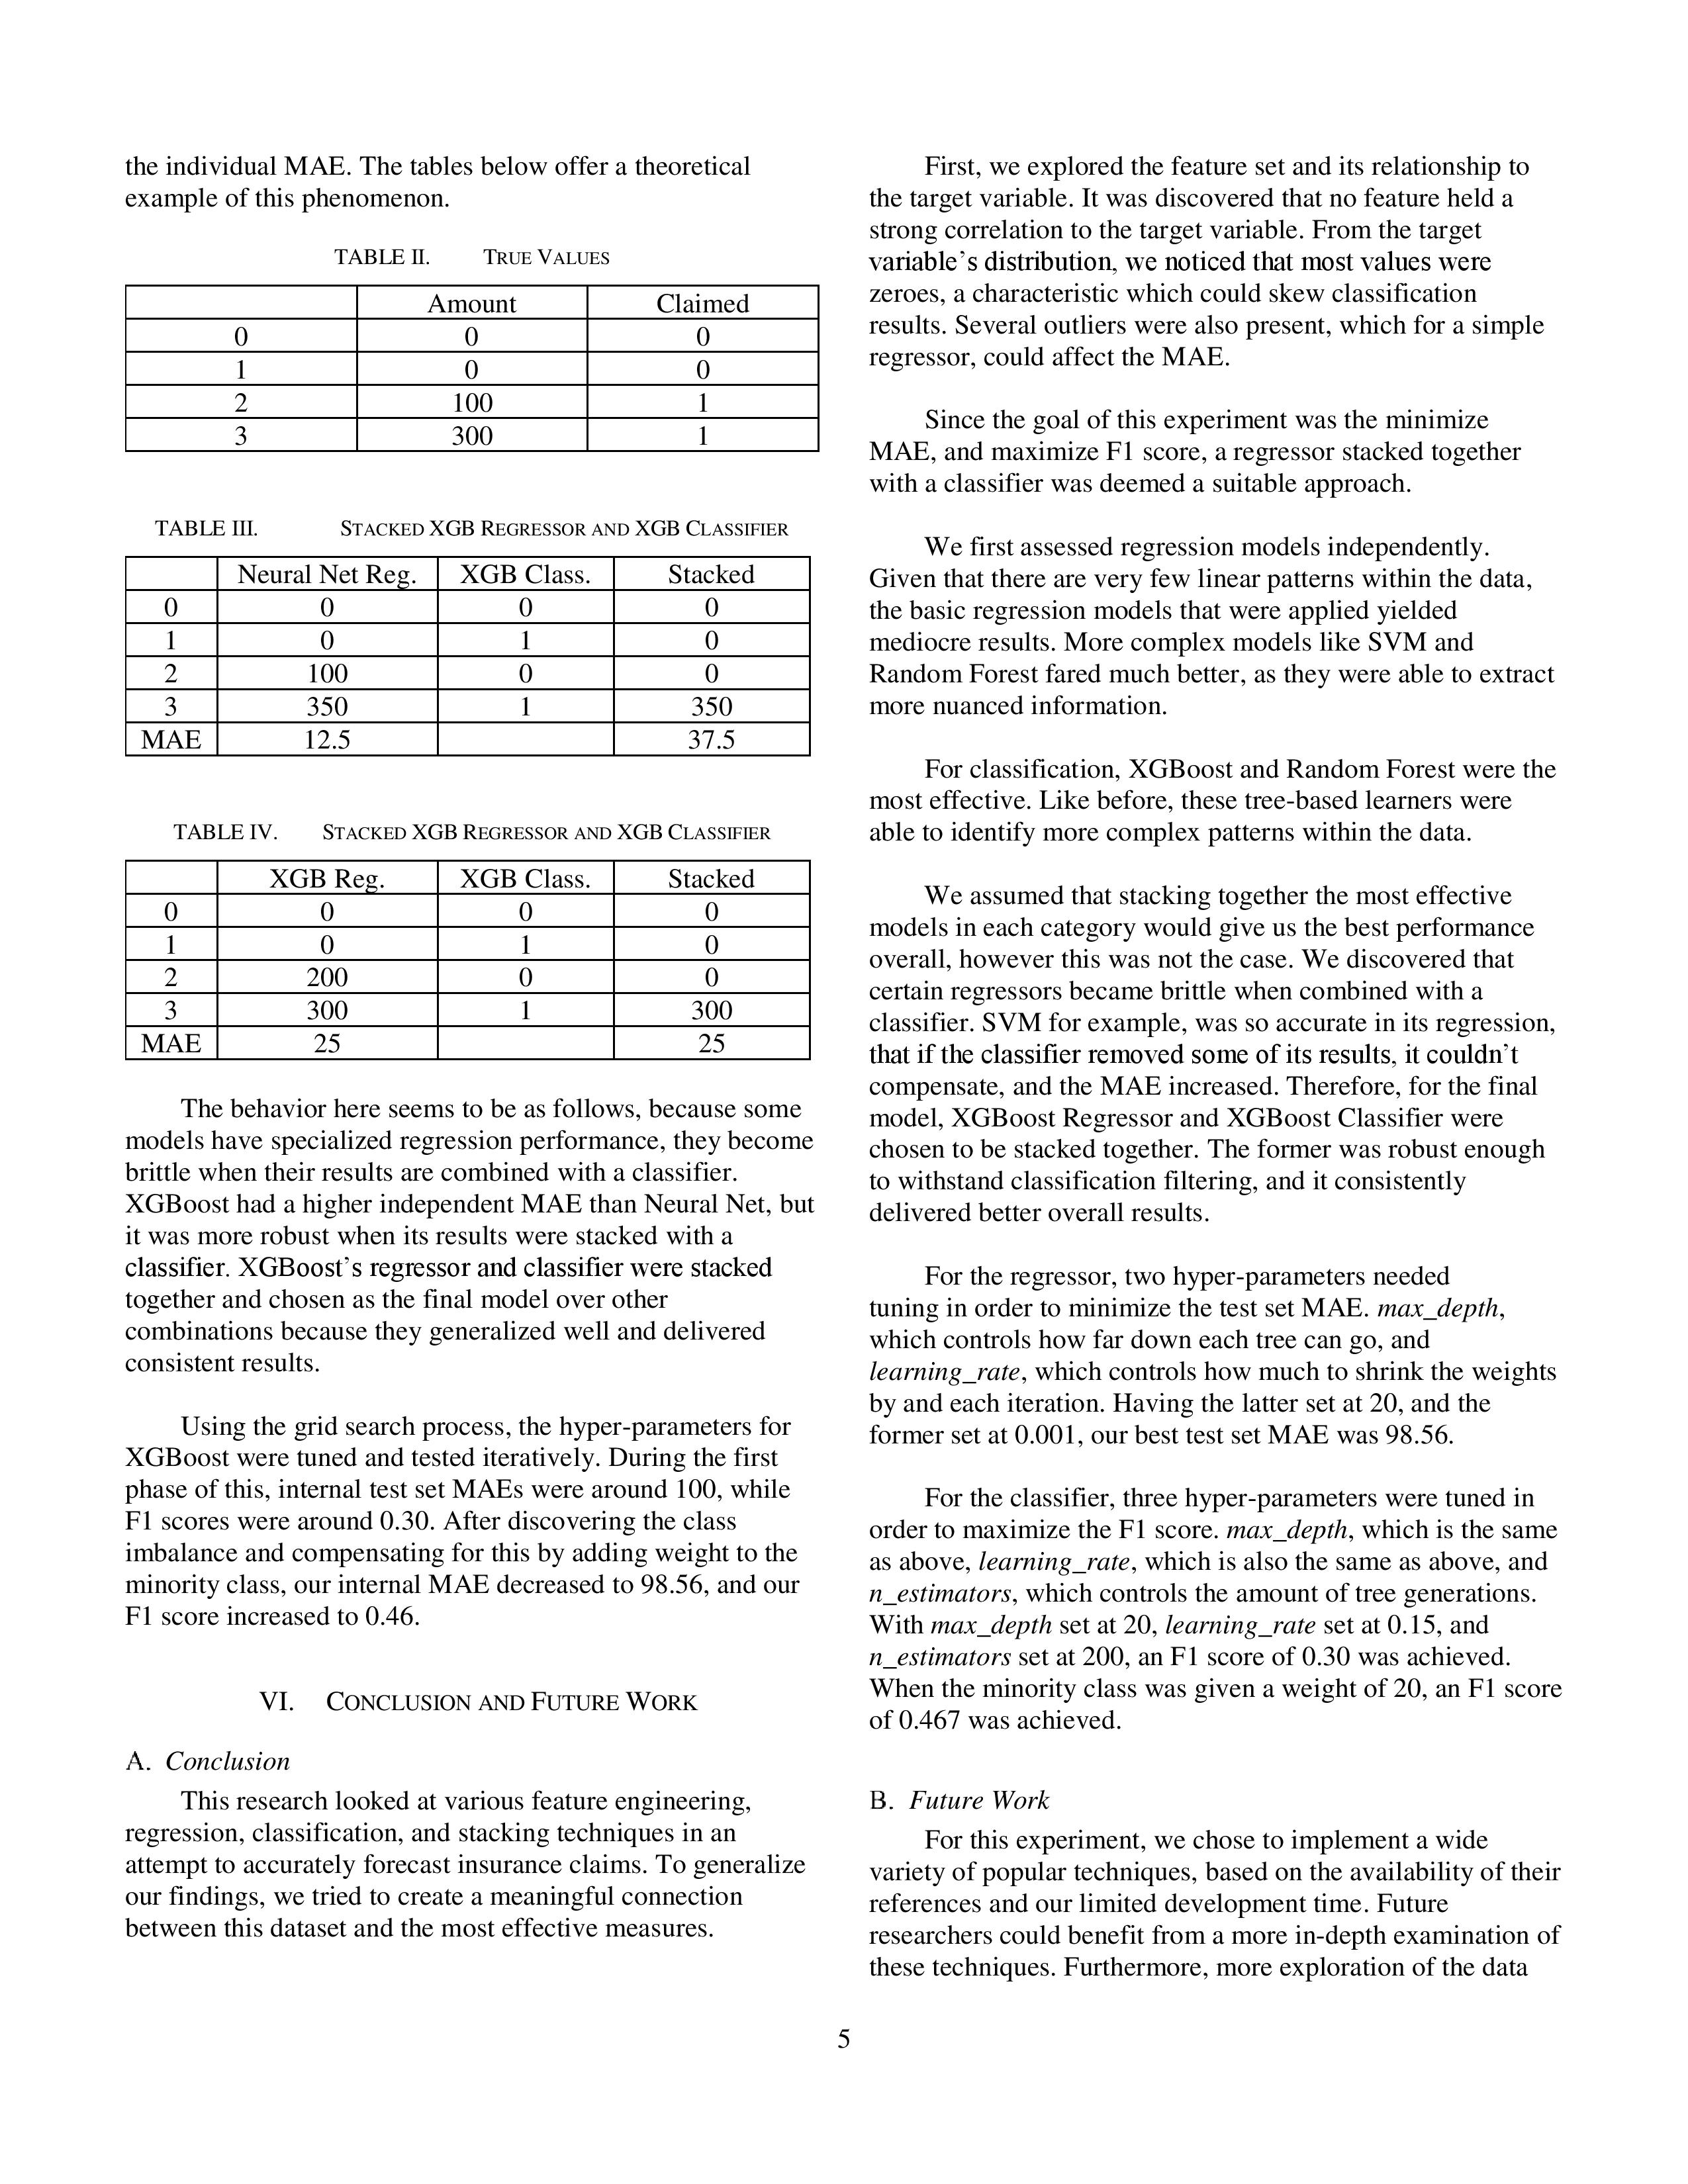 the individual MAE. The tables below offer a theoretical
example of this phenomenon.
TABLE II. TRUE VALUES
Amount Claimed
0 0 0
1 0 0
2 100 1
3 300 1
TABLE III. STACKED XGB REGRESSOR AND XGB CLASSIFIER
Neural Net Reg. XGB Class. Stacked
0 0 0 0
1 0 1 0
2 100 0 0
3 350 1 350
MAE 12.5 37.5
TABLE IV. STACKED XGB REGRESSOR AND XGB CLASSIFIER
XGB Reg. XGB Class. Stacked
0 0 0 0
1 0 1 0
2 200 0 0
3 300 1 300
MAE 25 25
The behavior here seems to be as follows, because some
models have specialized regression performance, they become
brittle when their results are combined with a classifier.
XGBoost had a higher independent MAE than Neural Net, but
it was more robust when its results were stacked with a
classifier. XGBoost’s regressor and classifier were stacked
together and chosen as the final model over other
combinations because they generalized well and delivered
consistent results.
Using the grid search process, the hyper-parameters for
XGBoost were tuned and tested iteratively. During the first
phase of this, internal test set MAEs were around 100, while
F1 scores were around 0.30. After discovering the class
imbalance and compensating for this by adding weight to the
minority class, our internal MAE decreased to 98.56, and our
F1 score increased to 0.46.
VI. CONCLUSION AND FUTURE WORK
A. Conclusion
This research looked at various feature engineering,
regression, classification, and stacking techniques in an
attempt to accurately forecast insurance claims. To generalize
our findings, we tried to create a meaningful connection
between this dataset and the most effective measures.
First, we explored the feature set and its relationship to
the target variable. It was discovered that no feature held a
strong correlation to the target variable. From the target
variable’s distribution, we noticed that most values were
zeroes, a characteristic which could skew classification
results. Several outliers were also present, which for a simple
regressor, could affect the MAE.
Since the goal of this experiment was the minimize
MAE, and maximize F1 score, a regressor stacked together
with a classifier was deemed a suitable approach.
We first assessed regression models independently.
Given that there are very few linear patterns within the data,
the basic regression models that were applied yielded
mediocre results. More complex models like SVM and
Random Forest fared much better, as they were able to extract
more nuanced information.
For classification, XGBoost and Random Forest were the
most effective. Like before, these tree-based learners were
able to identify more complex patterns within the data.
We assumed that stacking together the most effective
models in each category would give us the best performance
overall, however this was not the case. We discovered that
certain regressors became brittle when combined with a
classifier. SVM for example, was so accurate in its regression,
that if the classifier removed some of its results, it couldn’t
compensate, and the MAE increased. Therefore, for the final
model, XGBoost Regressor and XGBoost Classifier were
chosen to be stacked together. The former was robust enough
to withstand classification filtering, and it consistently
delivered better overall results.
For the regressor, two hyper-parameters needed
tuning in order to minimize the test set MAE. max_depth,
which controls how far down each tree can go, and
learning_rate, which controls how much to shrink the weights
by and each iteration. Having the latter set at 20, and the
former set at 0.001, our best test set MAE was 98.56.
For the classifier, three hyper-parameters were tuned in
order to maximize the F1 score. max_depth, which is the same
as above, learning_rate, which is also the same as above, and
n_estimators, which controls the amount of tree generations.
With max_depth set at 20, learning_rate set at 0.15, and
n_estimators set at 200, an F1 score of 0.30 was achieved.
When the minority class was given a weight of 20, an F1 score
of 0.467 was achieved.
B. Future Work
For this experiment, we chose to implement a wide
variety of popular techniques, based on the availability of their
references and our limited development time. Future
researchers could benefit from a more in-depth examination of
these techniques. Furthermore, more exploration of the data
5